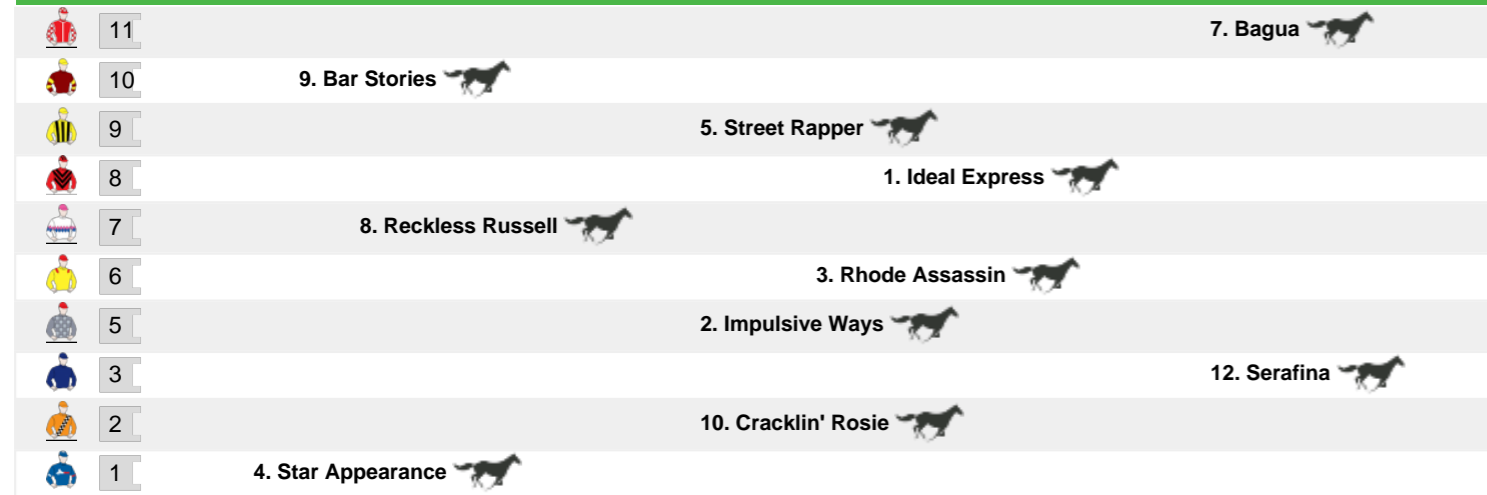 11 7. Bagua
10 9. Bar Stories
9 5. Street Rapper
8 1. Ideal Express
7 8. Reckless Russell
6 3. Rhode Assassin
5 2. Impulsive Ways
3 12. Serafina
2 10. Cracklin' Rosie
1 4. Star Appearance